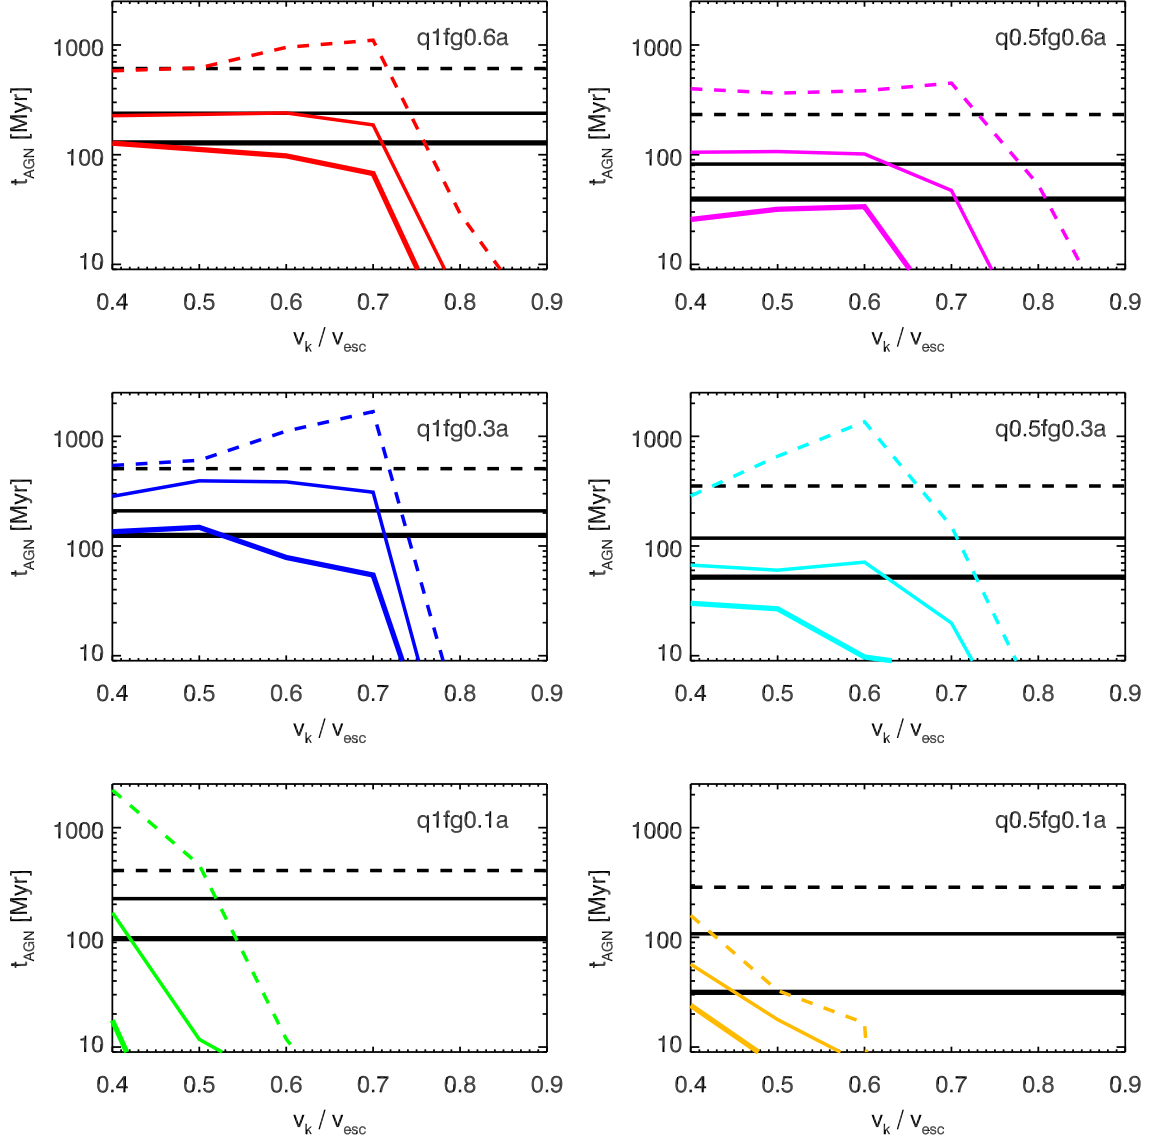 q1fg0.6a
1000
100
10
t_AGN [Myr]
0.4 0.5 0.6 0.7 0.8 0.9
v_k / v_esc
q0.5fg0.6a
1000
100
10
t_AGN [Myr]
0.4 0.5 0.6 0.7 0.8 0.9
v_k / v_esc
q1fg0.3a
1000
100
10
t_AGN [Myr]
0.4 0.5 0.6 0.7 0.8 0.9
v_k / v_esc
q0.5fg0.3a
1000
100
10
t_AGN [Myr]
0.4 0.5 0.6 0.7 0.8 0.9
v_k / v_esc
q1fg0.1a
1000
100
10
t_AGN [Myr]
0.4 0.5 0.6 0.7 0.8 0.9
v_k / v_esc
q0.5fg0.1a
1000
100
10
t_AGN [Myr]
0.4 0.5 0.6 0.7 0.8 0.9
v_k / v_esc